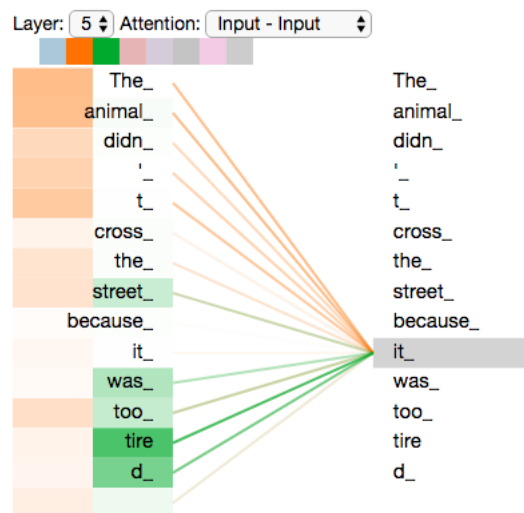 Layer: 5 Attention: Input - Input
The_ The_
animal_ animal_
didn_ didn_
'_ '_
t_ t_
cross_ cross_
the_ the_
street_ street_
because_ because_
it_ it_
was_ was_
too_ too_
tire tire
d_ d_